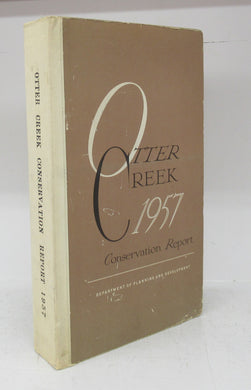 OTTER CREEK CONSERVATION REPORT 1957
OTTER
CREEK
1957
Conservation Report
DEPARTMENT OF PLANNING AND DEVELOPMENT